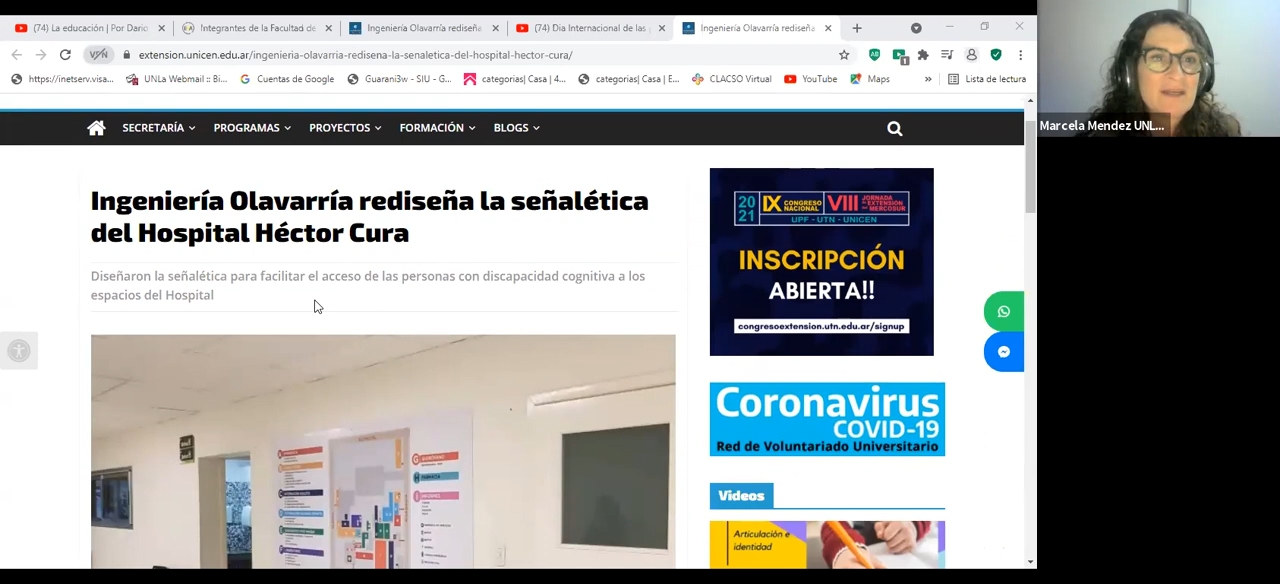 (74) La educación | Por Dario
Integrantes de la Facultad de
Ingeniería Olavarría rediseña
(74) Dia Internacional de las
Ingeniería Olavarría rediseña
VPN
extension.unicen.edu.ar/ingenieria-olavarria-redisena-la-senaletica-del-hospital-hector-cura/
https://netserv.visa...
UNLa Webmail :: Bi...
Cuentas de Google
Guarani3w - SIU - G...
categorias| Casa | 4...
categorias| Casa | E...
CLACSO Virtual
YouTube
Maps
»
Lista de lectura
Marcela Mendez UNL...
SECRETARÍA
PROGRAMAS
PROYECTOS
FORMACIÓN
BLOGS
Ingeniería Olavarría rediseña la señalética
del Hospital Héctor Cura
Diseñaron la señalética para facilitar el acceso de las personas con discapacidad cognitiva a los
espacios del Hospital
20
21
IX CONGRESO
NACIONAL
VIII JORNADA
DE EXTENSIÓN
DEL MERCOSUR
UPF - UTN - UNICEN
INSCRIPCIÓN
ABIERTA!!
congresoextension.utn.edu.ar/signup
Coronavirus
COVID-19
Red de Voluntariado Universitario
Videos
Articulación e
identidad